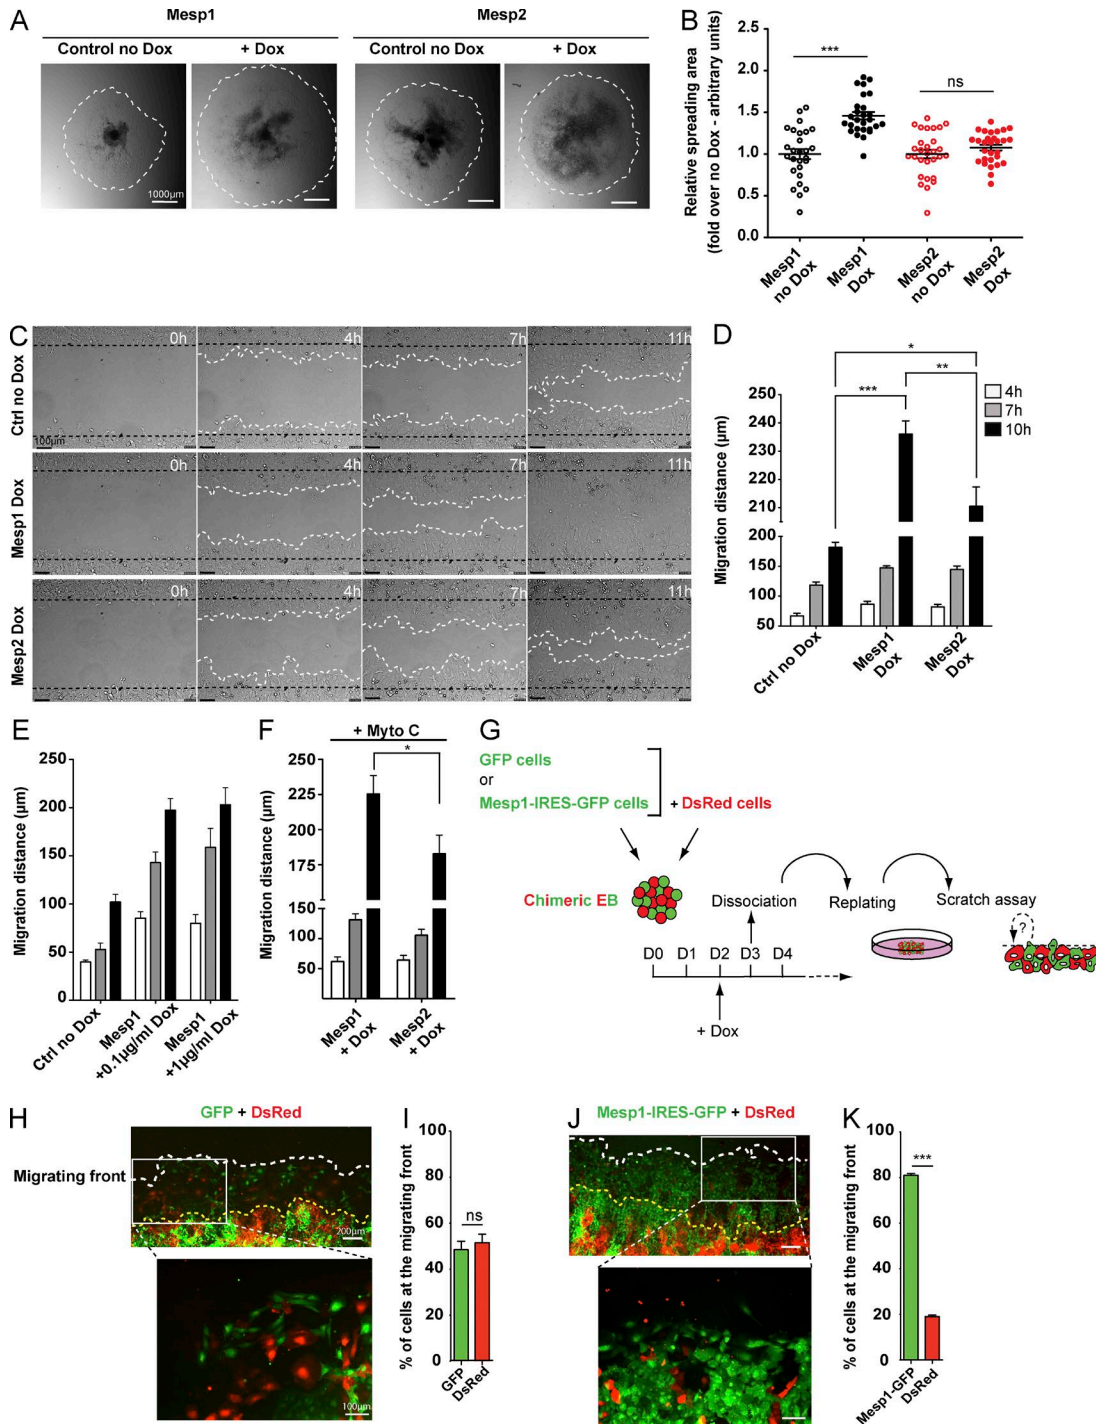 A
Mesp1
Mesp2
Control no Dox
+ Dox
Control no Dox
+ Dox
1000µm
B
Relative spreading area
(fold over no Dox - arbitrary units)
2.5
2.0
1.5
1.0
0.5
0.0
***
ns
Mesp1
no Dox
Mesp1
Dox
Mesp2
no Dox
Mesp2
Dox
C
Ctrl no Dox
Mesp1 Dox
Mesp2 Dox
0h
4h
7h
11h
100µm
0h
4h
7h
11h
0h
4h
7h
11h
D
Migration distance (µm)
250
240
230
220
210
200
150
100
50
*
***
**
4h
7h
10h
Ctrl no Dox
Mesp1
Dox
Mesp2
Dox
E
Migration distance (µm)
250
200
150
100
50
0
Ctrl no Dox
Mesp1
+0.1µg/ml Dox
Mesp1
+1µg/ml Dox
F
+ Myto C
*
Migration distance (µm)
250
225
200
175
150
100
50
Mesp1
+ Dox
Mesp2
+ Dox
G
GFP cells
or
Mesp1-IRES-GFP cells
+ DsRed cells
Chimeric EB
Dissociation
Replating
Scratch assay
?
D0
D1
D2
D3
D4
+ Dox
H
GFP + DsRed
Migrating front
200µm
100µm
I
% of cells at the migrating front
100
80
60
40
20
0
ns
GFP
DsRed
J
Mesp1-IRES-GFP + DsRed
K
% of cells at the migrating front
100
80
60
40
20
0
***
Mesp1-GFP
DsRed